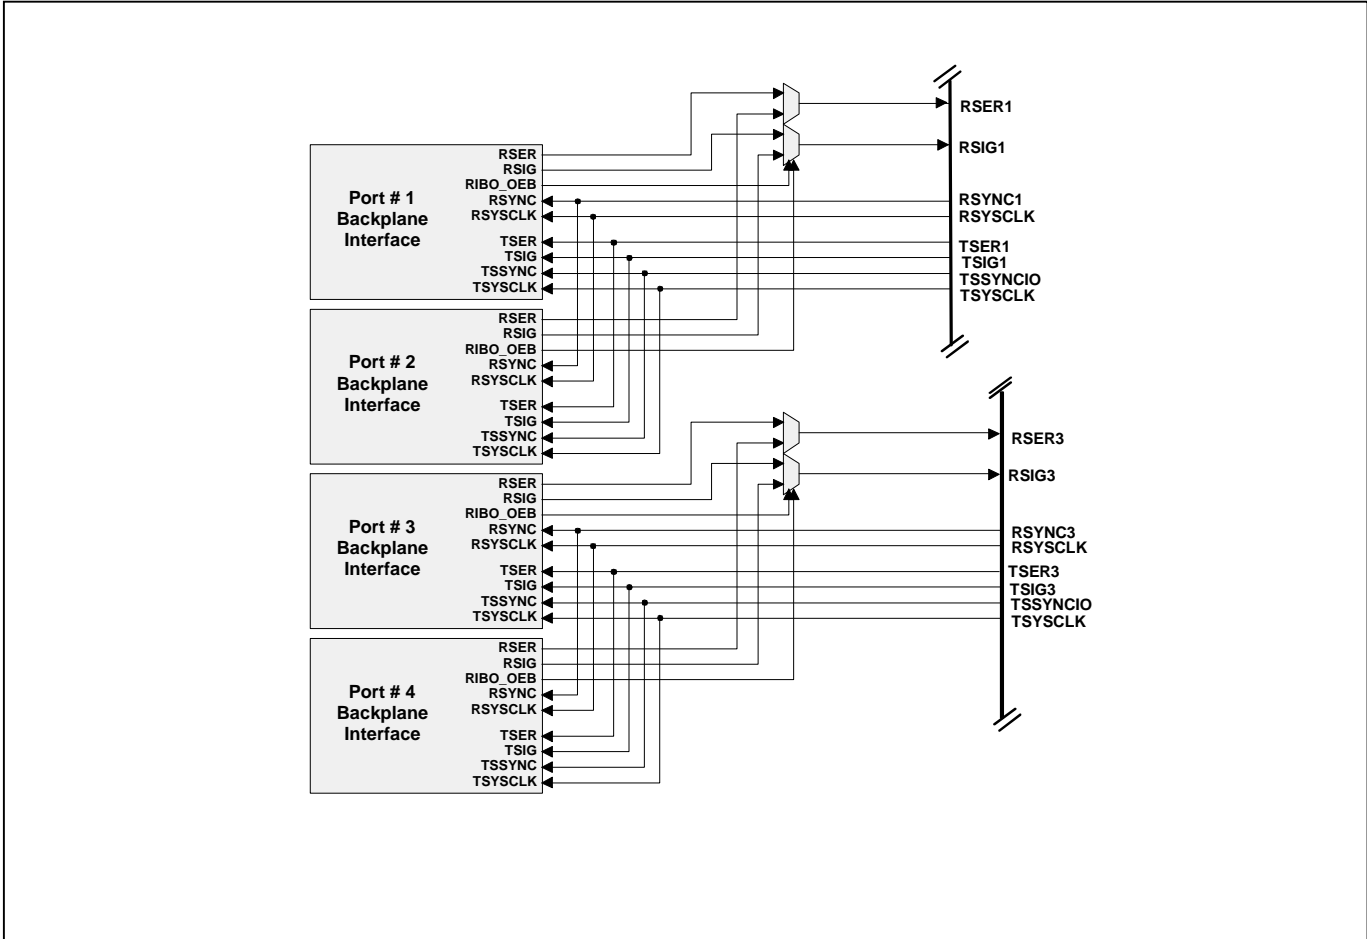 RSER1
RSIG1
RSER
RSIG
RIBO_OEB
RSYNC
RSYSCLK
TSER
TSIG
TSSYNC
TSYSCLK
Port # 1
Backplane
Interface
RSYNC1
RSYSCLK
TSER1
TSIG1
TSSYNCIO
TSYSCLK
RSER
RSIG
RIBO_OEB
RSYNC
RSYSCLK
TSER
TSIG
TSSYNC
TSYSCLK
Port # 2
Backplane
Interface
RSER3
RSIG3
RSER
RSIG
RIBO_OEB
RSYNC
RSYSCLK
TSER
TSIG
TSSYNC
TSYSCLK
Port # 3
Backplane
Interface
RSYNC3
RSYSCLK
TSER3
TSIG3
TSSYNCIO
TSYSCLK
RSER
RSIG
RIBO_OEB
RSYNC
RSYSCLK
TSER
TSIG
TSSYNC
TSYSCLK
Port # 4
Backplane
Interface